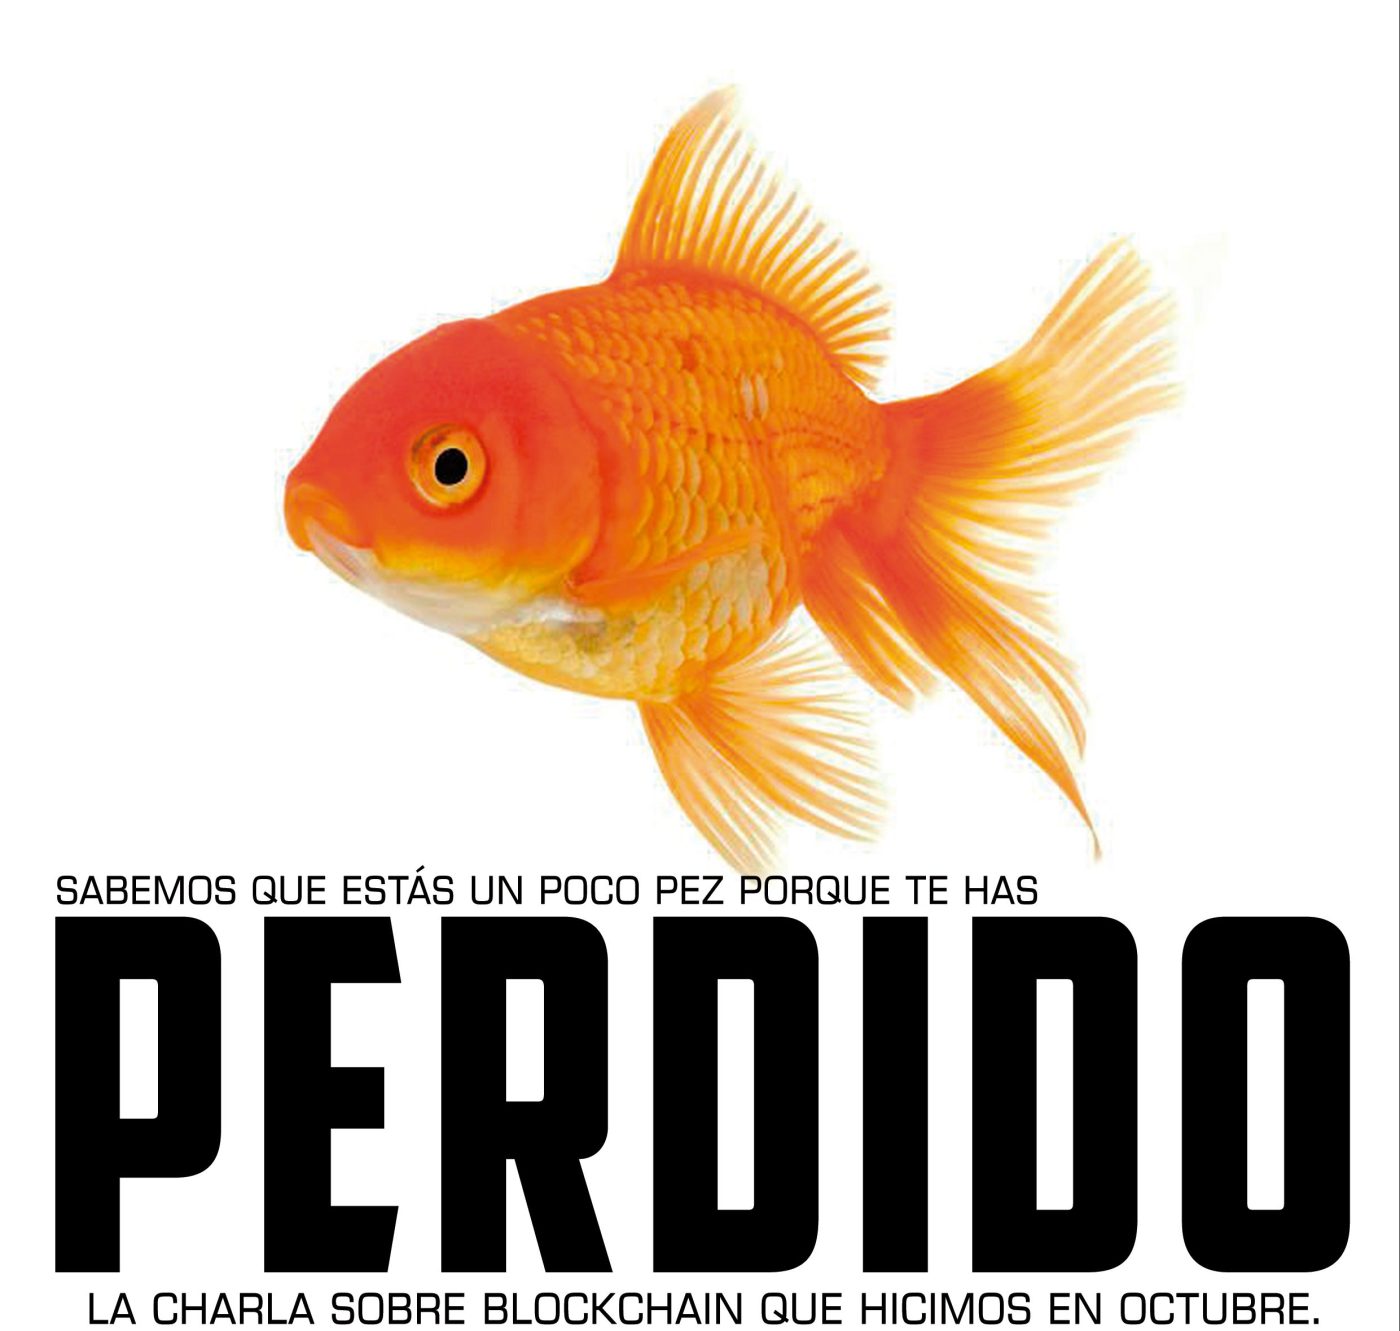 SABEMOS QUE ESTÁS UN POCO PEZ PORQUE TE HAS
PERDIDO
LA CHARLA SOBRE BLOCKCHAIN QUE HICIMOS EN OCTUBRE.